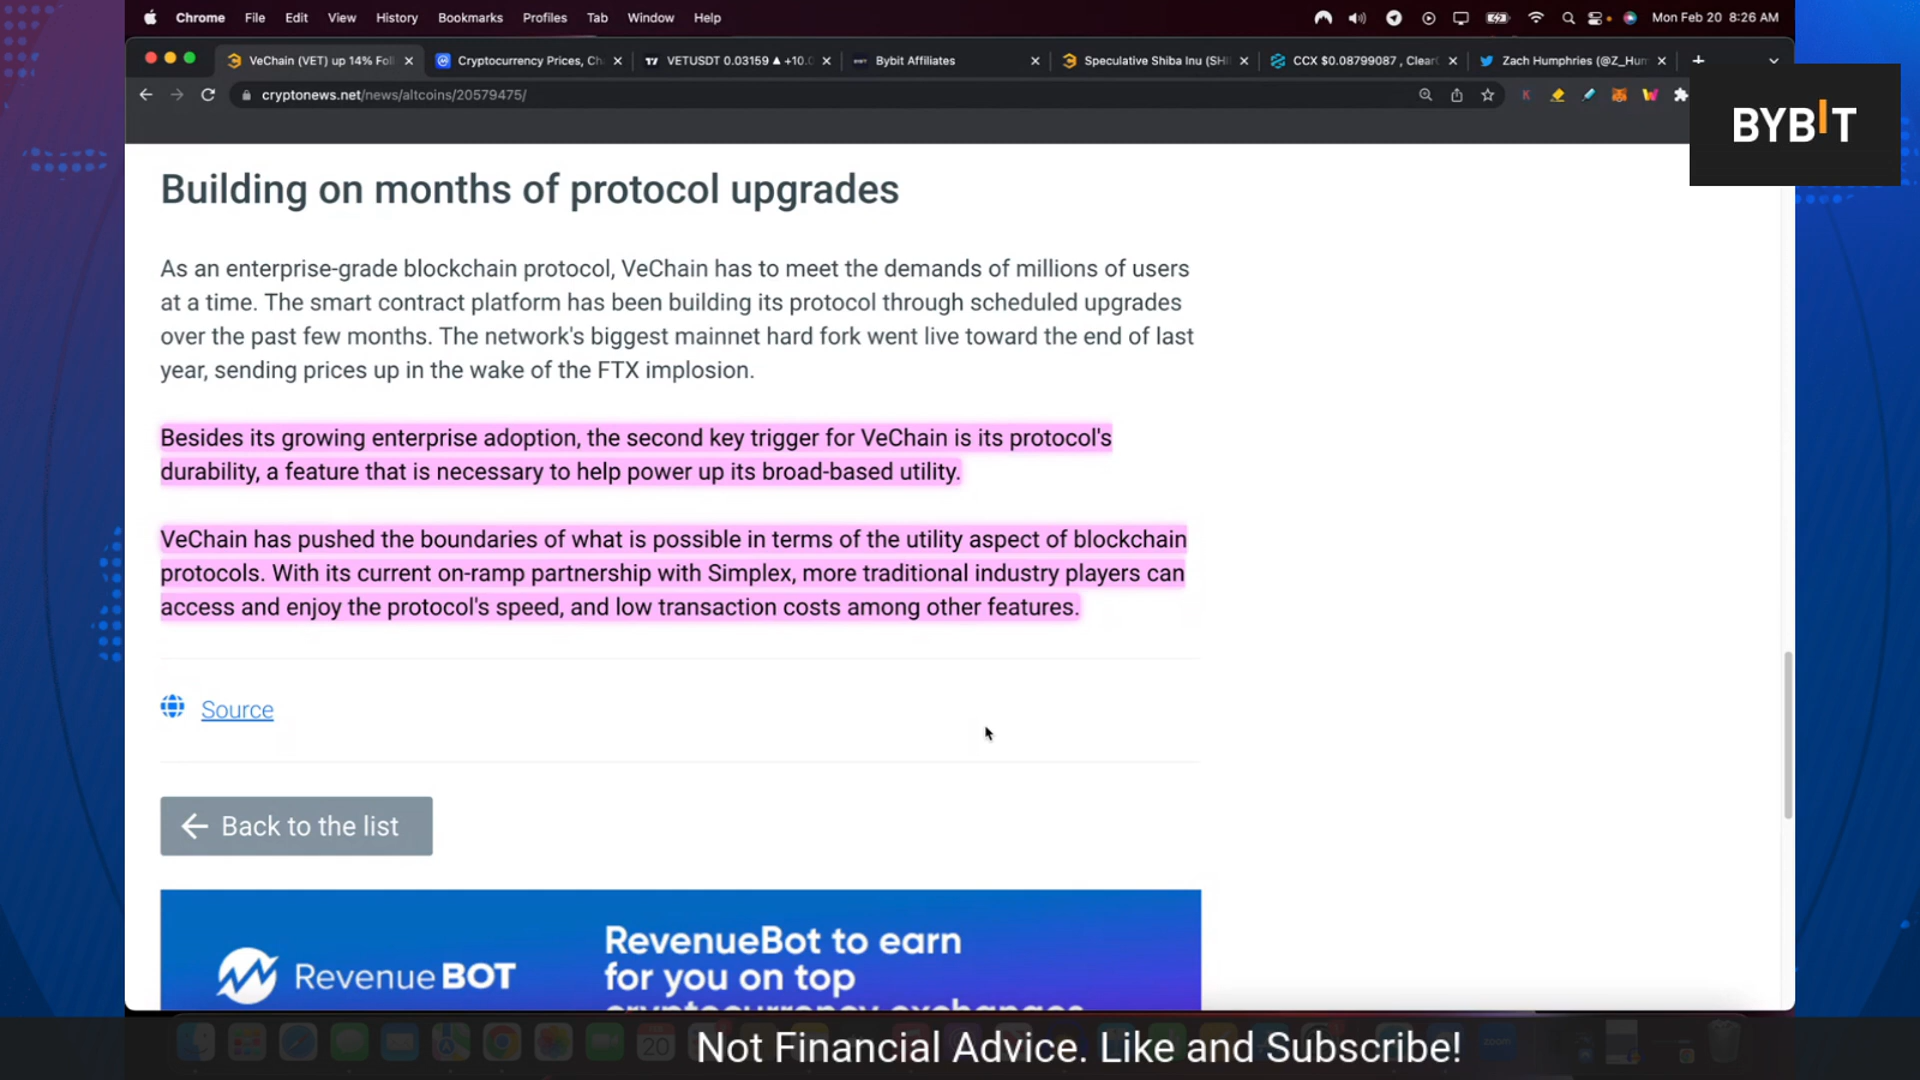 Chrome File Edit View History Bookmarks Profiles Tab Window Help Mon Feb 20 8:26 AM
VeChain (VET) up 14% Foll Cryptocurrency Prices, Ch VETUSDT 0.03159 ▲ +10. Bybit Affiliates Speculative Shiba Inu (SHI CCX $0.08799087 , Clear Zach Humphries (@Z_Hum
cryptonews.net/news/altcoins/20579475/
BYBIT
Building on months of protocol upgrades
As an enterprise-grade blockchain protocol, VeChain has to meet the demands of millions of users
at a time. The smart contract platform has been building its protocol through scheduled upgrades
over the past few months. The network's biggest mainnet hard fork went live toward the end of last
year, sending prices up in the wake of the FTX implosion.
Besides its growing enterprise adoption, the second key trigger for VeChain is its protocol's
durability, a feature that is necessary to help power up its broad-based utility.
VeChain has pushed the boundaries of what is possible in terms of the utility aspect of blockchain
protocols. With its current on-ramp partnership with Simplex, more traditional industry players can
access and enjoy the protocol's speed, and low transaction costs among other features.
Source
Back to the list
Revenue BOT
RevenueBot to earn
for you on top
cryptocurrency exchanges
20
zoom
Not Financial Advice. Like and Subscribe!